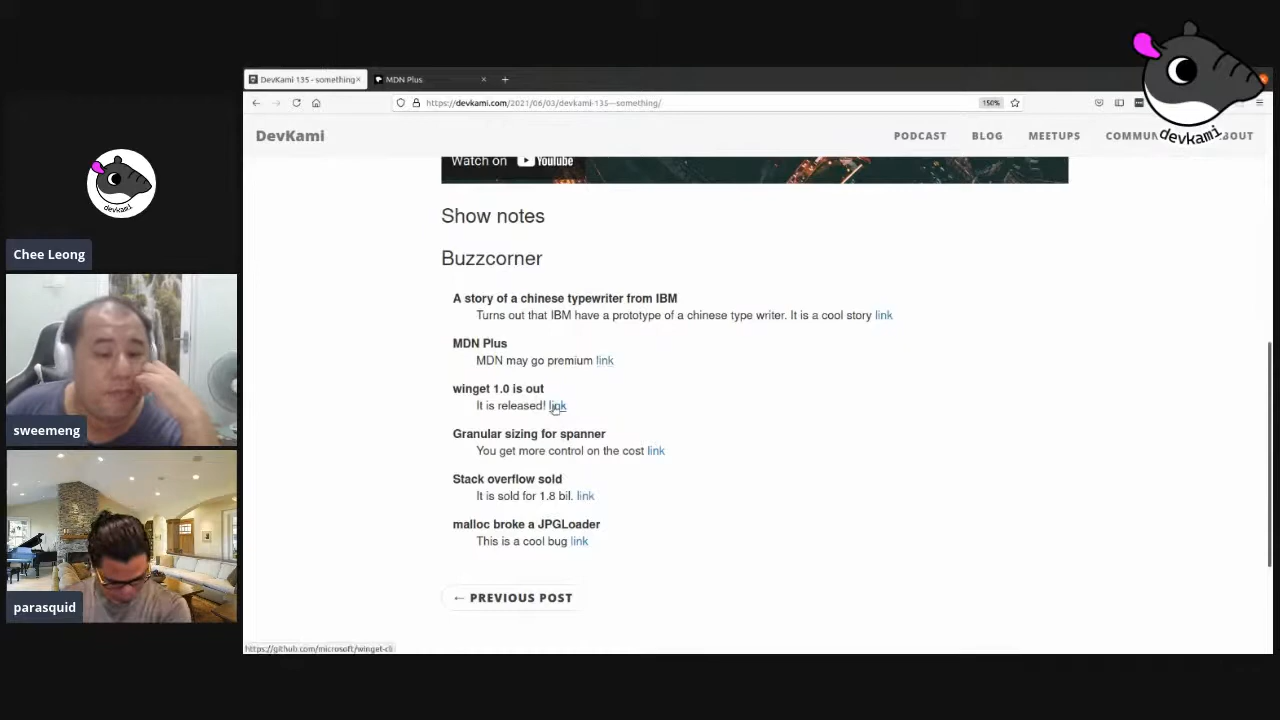 devkami
DevKami 135 - something
MDN Plus
https://devkami.com/2021/06/03/devkami-135---something/
150%
DevKami
PODCAST
BLOG
MEETUPS
COMMU
BOUT
devkami
Watch on YouTube
Show notes
Buzzcorner
A story of a chinese typewriter from IBM
Turns out that IBM have a prototype of a chinese type writer. It is a cool story link
MDN Plus
MDN may go premium link
winget 1.0 is out
It is released! link
Granular sizing for spanner
You get more control on the cost link
Stack overflow sold
It is sold for 1.8 bil. link
malloc broke a JPGLoader
This is a cool bug link
← PREVIOUS POST
https://github.com/microsoft/winget-cli
Chee Leong
sweemeng
parasquid